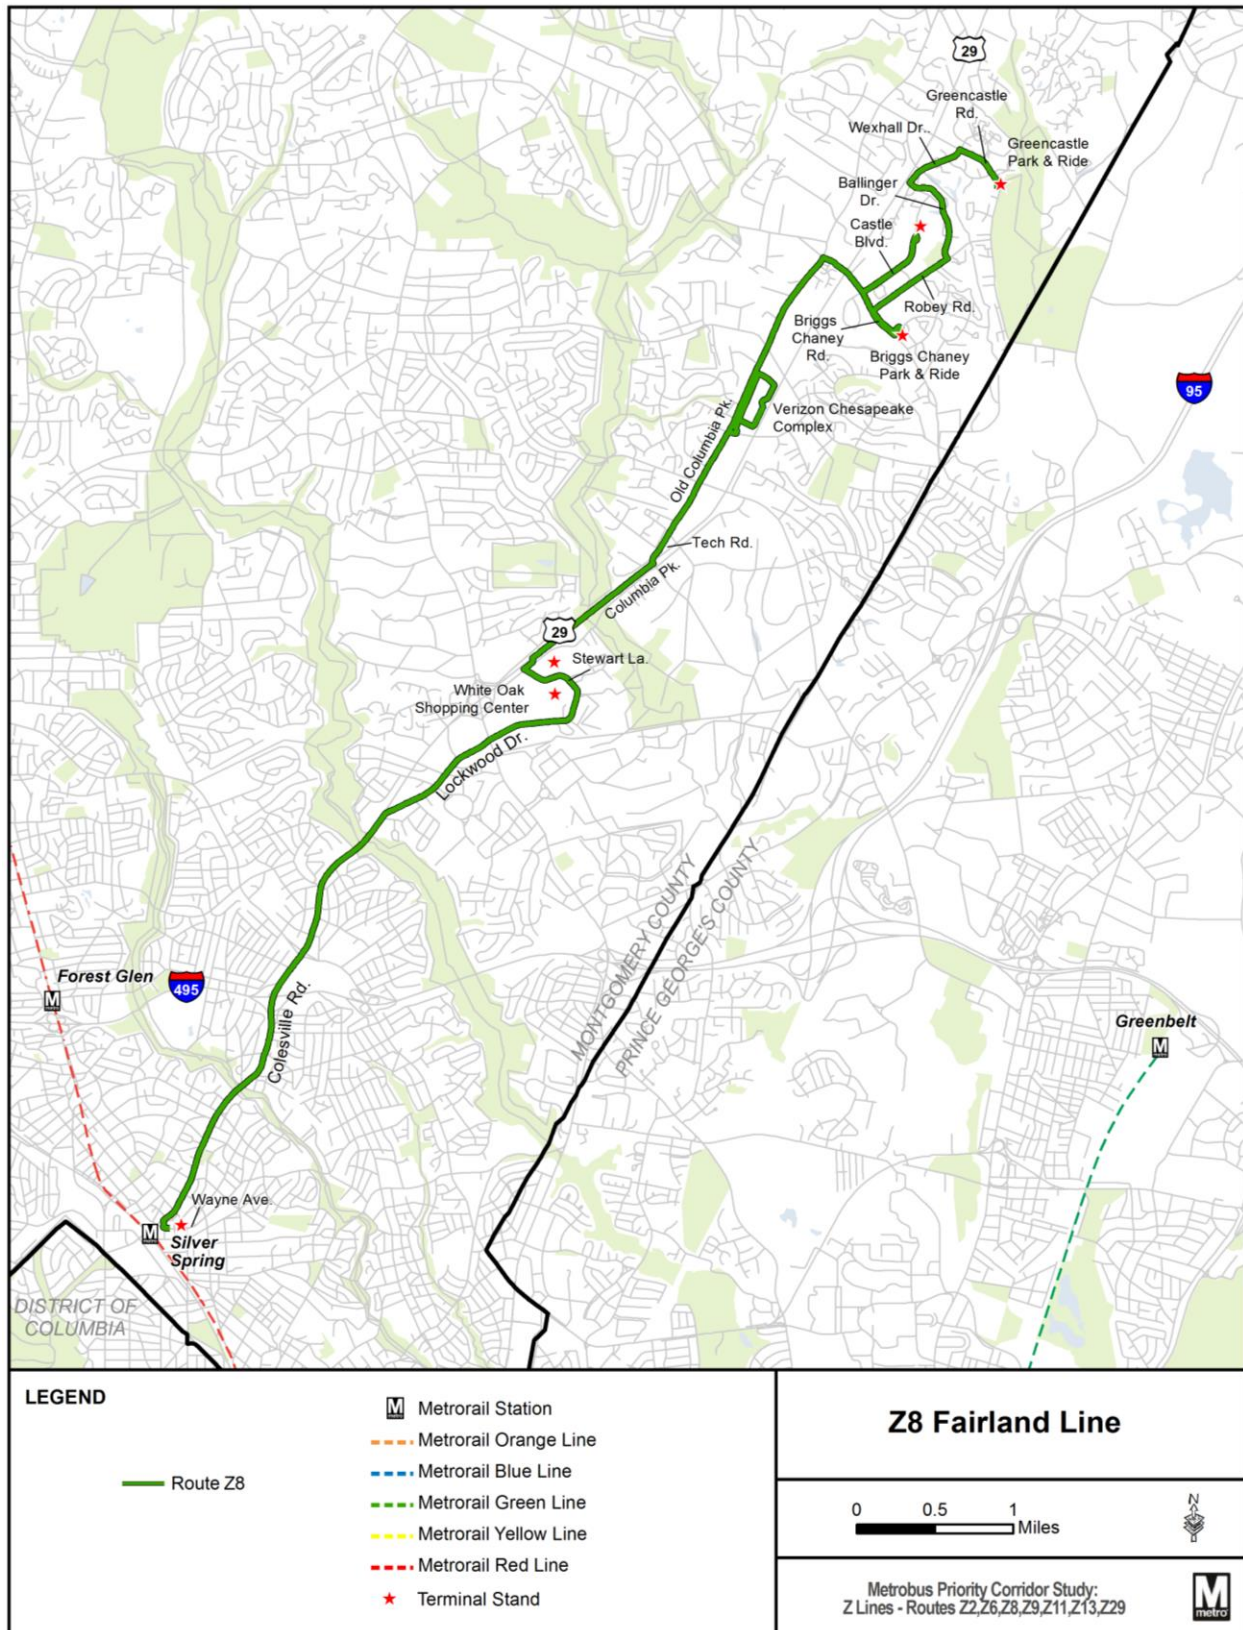 29
Greencastle
Rd.
Wexhall Dr..
Greencastle
Park & Ride
Ballinger
Dr.
Castle
Blvd.
Robey Rd.
Briggs
Chaney
Rd.
Briggs Chaney
Park & Ride
95
Verizon Chesapeake
Complex
Old Columbia Pk.
Tech Rd.
Columbia Pk.
29
Stewart La.
White Oak
Shopping Center
Lockwood Dr.
MONTGOMERY COUNTY
PRINCE GEORGE'S COUNTY
Forest Glen
M
495
Colesville Rd.
Greenbelt
M
Wayne Ave.
M
Silver
Spring
DISTRICT OF
COLUMBIA
LEGEND
Route Z8
M Metrorail Station
Metrorail Orange Line
Metrorail Blue Line
Metrorail Green Line
Metrorail Yellow Line
Metrorail Red Line
Terminal Stand
Z8 Fairland Line
0 0.5 1
Miles
N
Metrobus Priority Corridor Study:
Z Lines - Routes Z2,Z6,Z8,Z9,Z11,Z13,Z29
M
metro